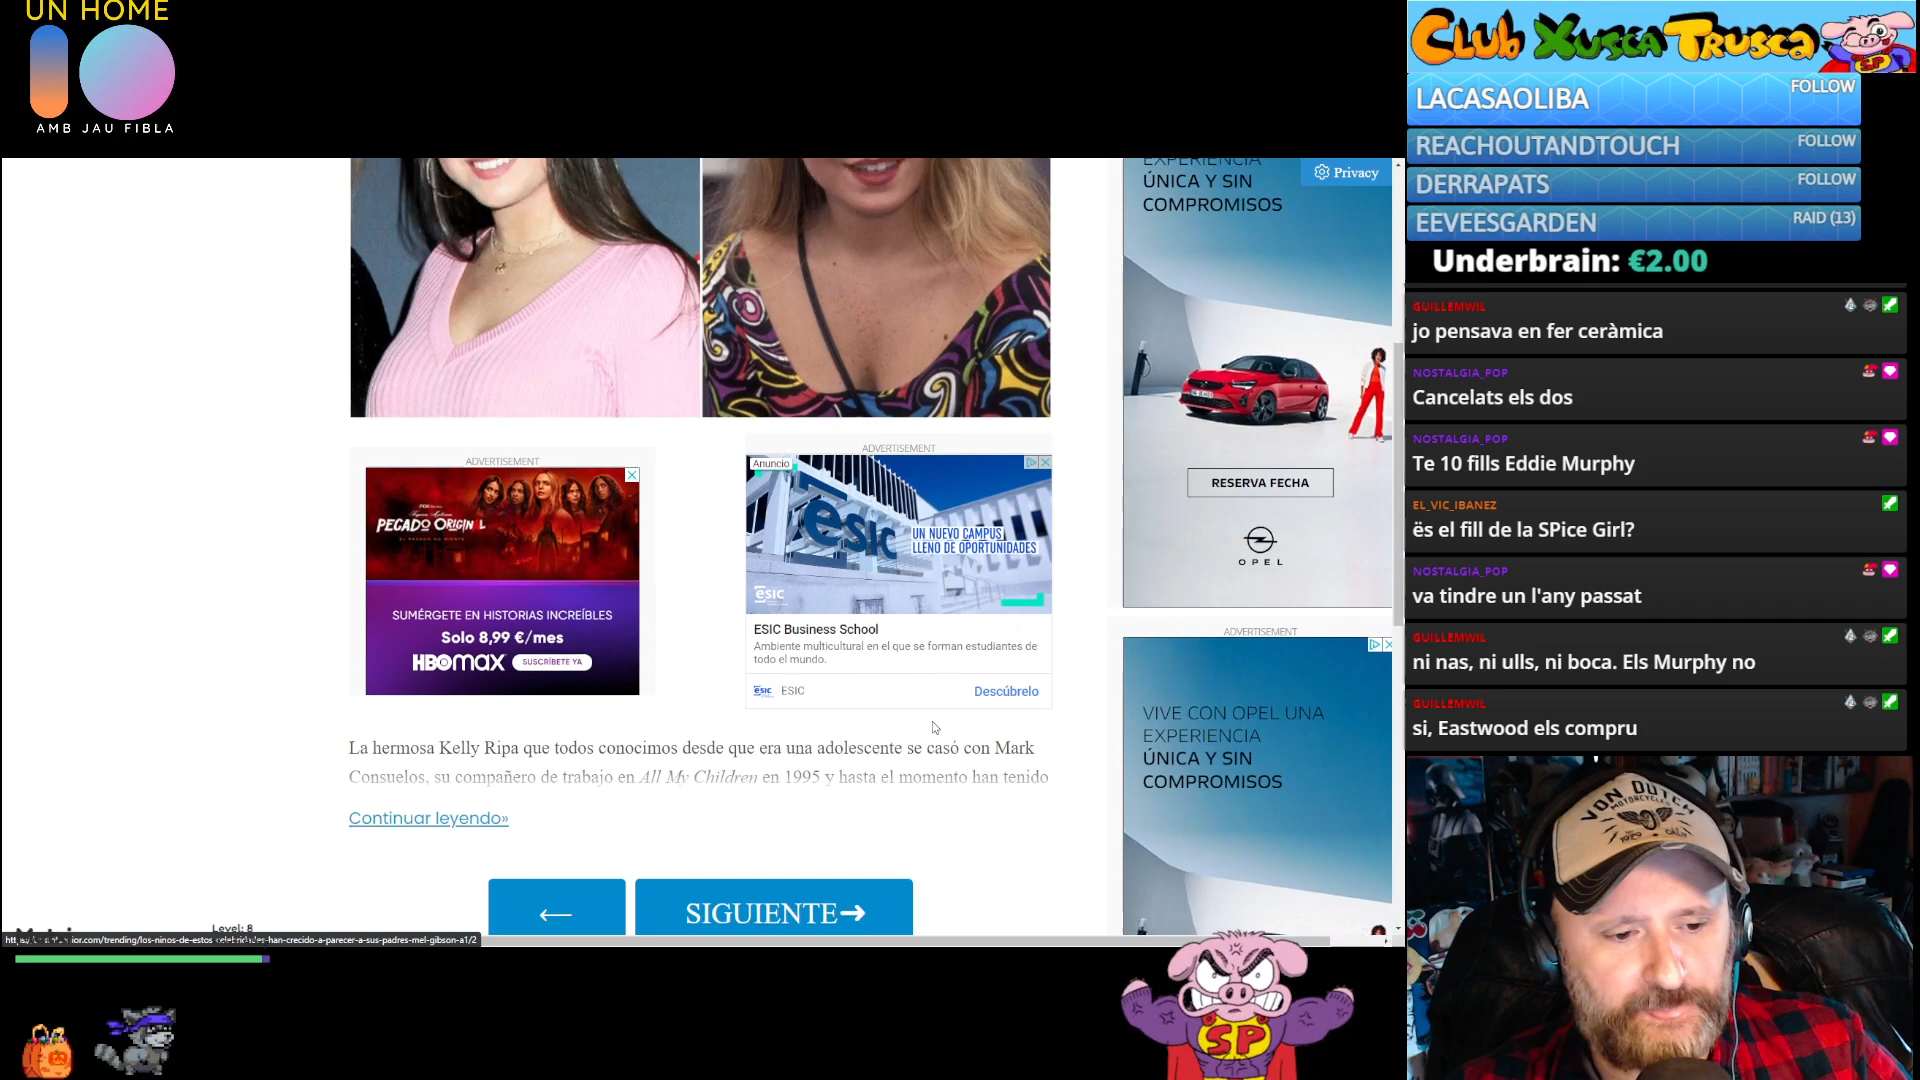 UN HOME
10
AMB JAU FIBLA
Privacy
EXPERIENCIA
ÚNICA Y SIN
COMPROMISOS
RESERVA FECHA
OPEL
ADVERTISEMENT
PECADO ORIGINAL
SUMÉRGETE EN HISTORIAS INCREÍBLES
Solo 8,99 €/mes
HBOMAX SUSCRÍBETE YA
ADVERTISEMENT
Anuncio
esic
UN NUEVO CAMPUS
LLENO DE OPORTUNIDADES
esic
ESIC Business School
Ambiente multicultural en el que se forman estudiantes de
todo el mundo.
esic ESIC Descúbrelo
ADVERTISEMENT
VIVE CON OPEL UNA
EXPERIENCIA
ÚNICA Y SIN
COMPROMISOS
La hermosa Kelly Ripa que todos conocimos desde que era una adolescente se casó con Mark
Consuelos, su compañero de trabajo en All My Children en 1995 y hasta el momento han tenido
Continuar leyendo»
← SIGUIENTE➜
Level: 8
CLUB XUSCA TRUSCA
SP
LACASAOLIBA FOLLOW
REACHOUTANDTOUCH FOLLOW
DERRAPATS FOLLOW
EEVEESGARDEN RAID (13)
Underbrain: €2.00
GUILLEMWIL
jo pensava en fer ceràmica
NOSTALGIA_POP
Cancelats els dos
NOSTALGIA_POP
Te 10 fills Eddie Murphy
EL_VIC_IBANEZ
ës el fill de la SPice Girl?
NOSTALGIA_POP
va tindre un l'any passat
GUILLEMWIL
ni nas, ni ulls, ni boca. Els Murphy no
GUILLEMWIL
si, Eastwood els compru
VON DUTCH
MOTORCYCLES
1929 CALIF
SP